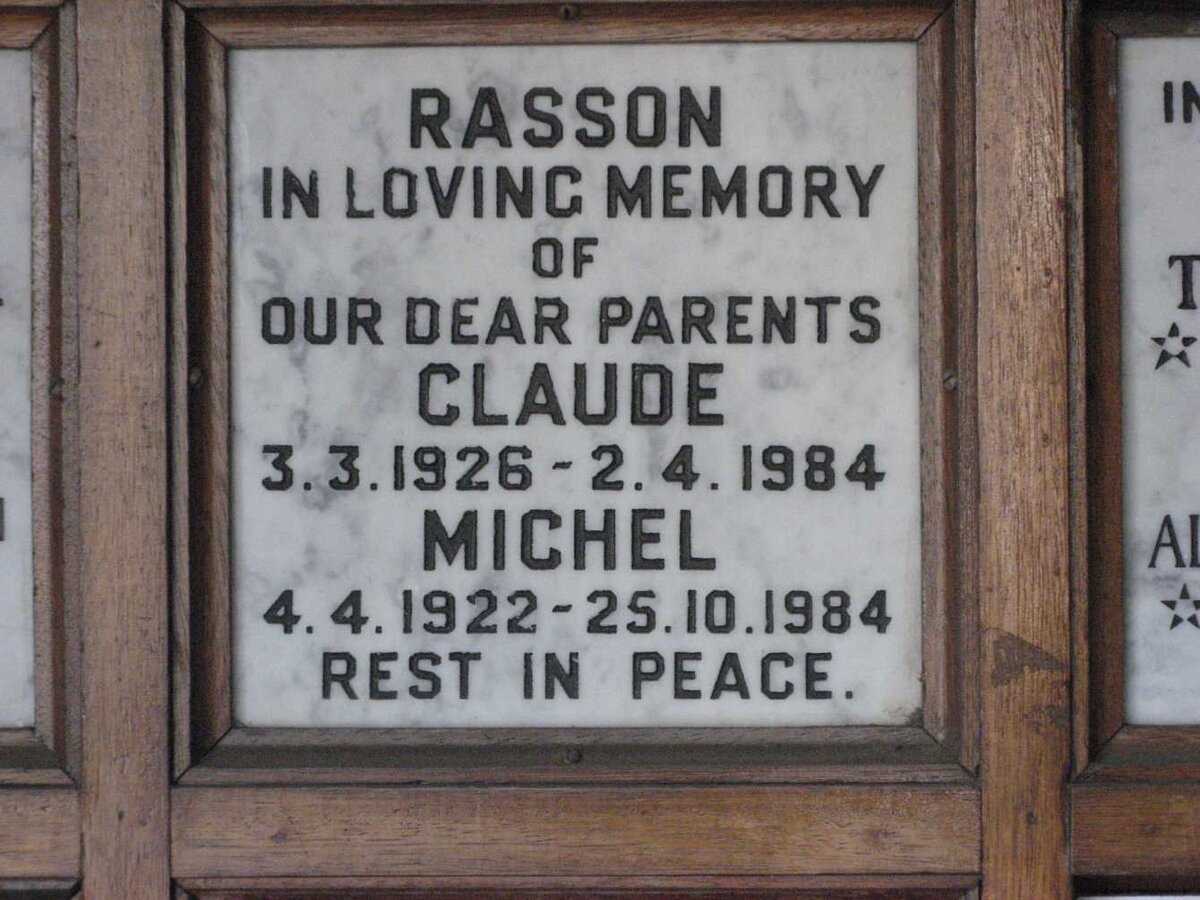 RASSON
IN LOVING MEMORY
OF
OUR DEAR PARENTS
CLAUDE
3.3.1926 - 2.4.1984
MICHEL
4.4.1922 - 25.10.1984
REST IN PEACE.